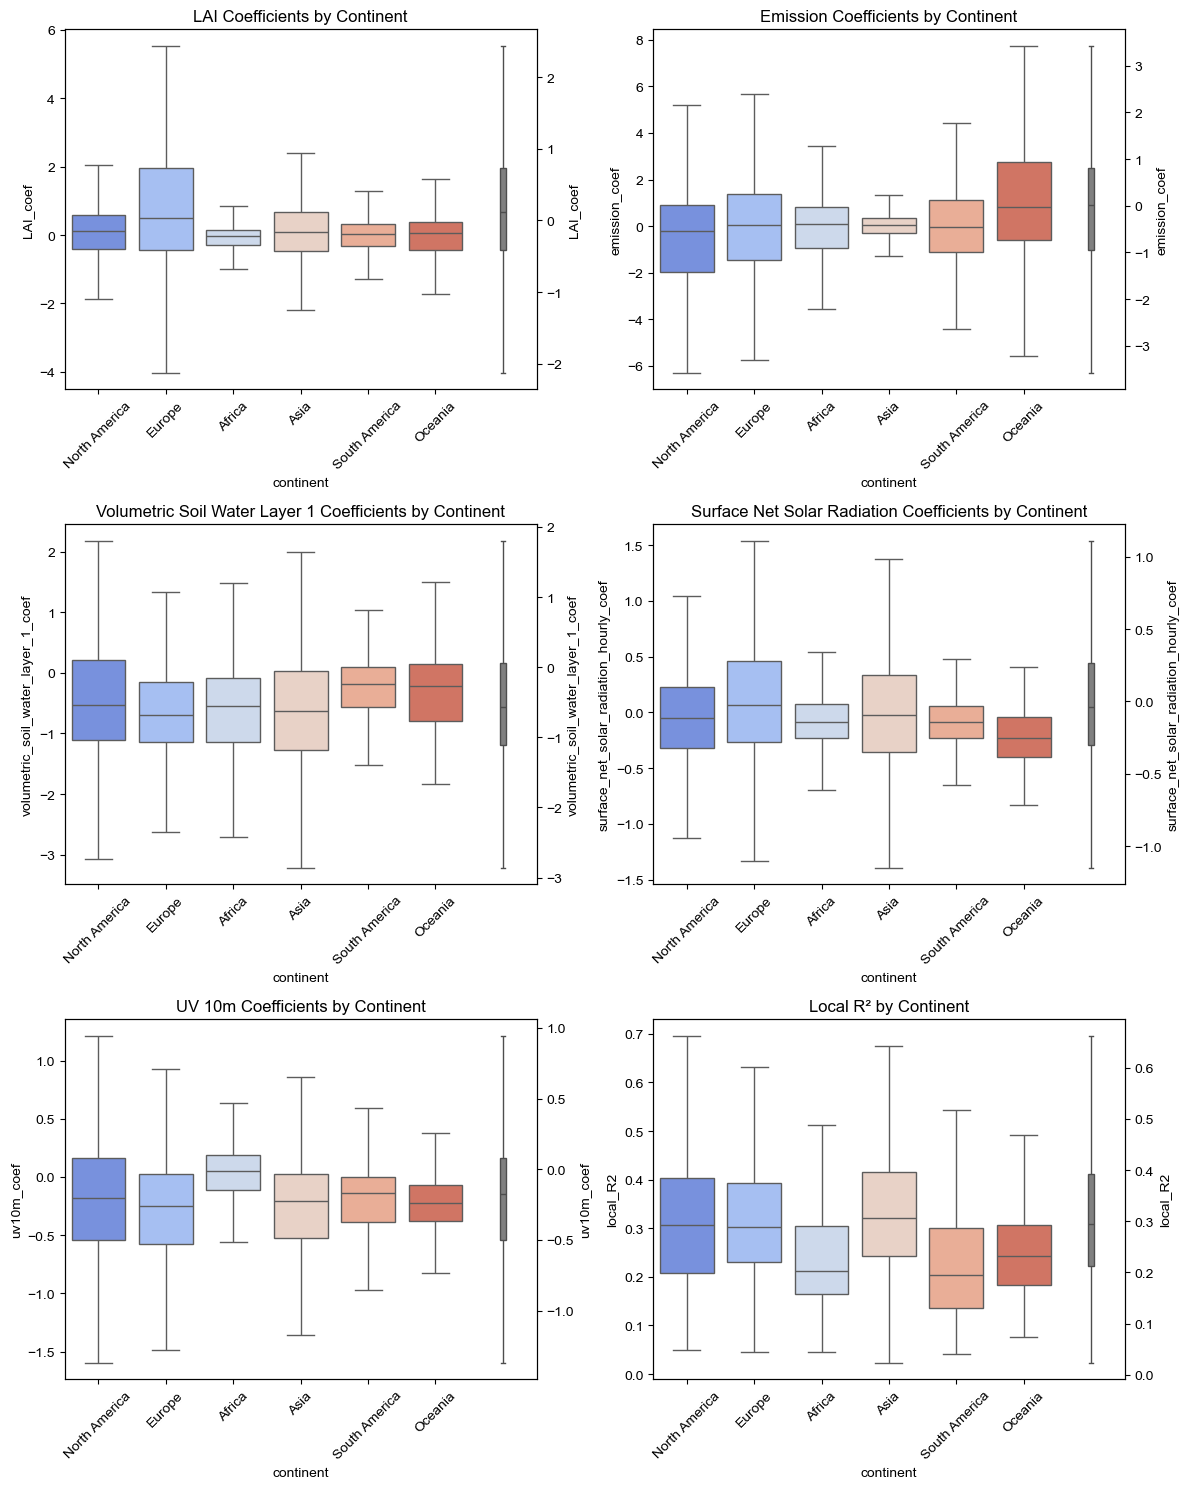 LAI Coefficients by Continent
6
4
2
0
−2
−4
LAI_coef
2
1
0
−1
−2
LAI_coef
North America
Europe
Africa
Asia
South America
Oceania
continent
Emission Coefficients by Continent
8
6
4
2
0
−2
−4
−6
emission_coef
3
2
1
0
−1
−2
−3
emission_coef
North America
Europe
Africa
Asia
South America
Oceania
continent
Volumetric Soil Water Layer 1 Coefficients by Continent
2
1
0
−1
−2
−3
volumetric_soil_water_layer_1_coef
2
1
0
−1
−2
−3
volumetric_soil_water_layer_1_coef
North America
Europe
Africa
Asia
South America
Oceania
continent
Surface Net Solar Radiation Coefficients by Continent
1.5
1.0
0.5
0.0
−0.5
−1.0
−1.5
surface_net_solar_radiation_hourly_coef
1.0
0.5
0.0
−0.5
−1.0
surface_net_solar_radiation_hourly_coef
North America
Europe
Africa
Asia
South America
Oceania
continent
UV 10m Coefficients by Continent
1.0
0.5
0.0
−0.5
−1.0
−1.5
uv10m_coef
1.0
0.5
0.0
−0.5
−1.0
uv10m_coef
North America
Europe
Africa
Asia
South America
Oceania
continent
Local R² by Continent
0.7
0.6
0.5
0.4
0.3
0.2
0.1
0.0
local_R2
0.6
0.5
0.4
0.3
0.2
0.1
0.0
local_R2
North America
Europe
Africa
Asia
South America
Oceania
continent